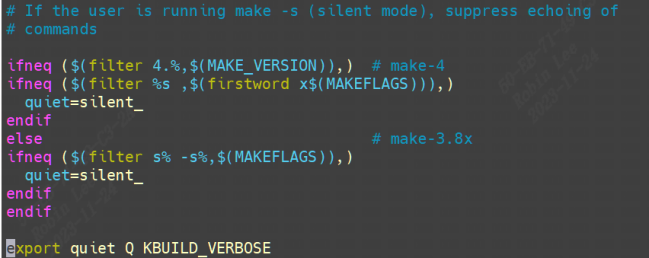 # If the user is running make -s (silent mode), suppress echoing of
# commands
ifneq ($(filter 4.%,$(MAKE_VERSION)),)  # make-4
ifneq ($(filter %s ,$(firstword x$(MAKEFLAGS))),)
  quiet=silent_
endif
else                                    # make-3.8x
ifneq ($(filter s% -s%,$(MAKEFLAGS)),)
  quiet=silent_
endif
endif
export quiet Q KBUILD_VERBOSE